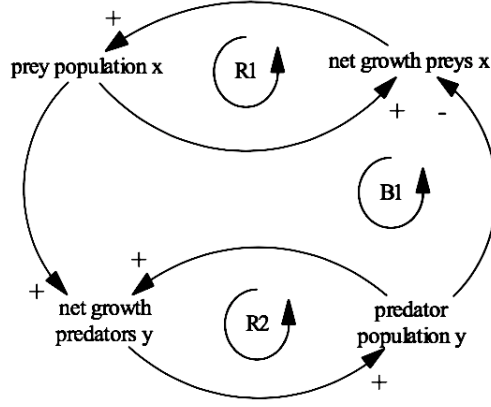 +
prey population x
R1
net growth preys x
+
-
B1
+
+
net growth
predators y
R2
predator
population y
+